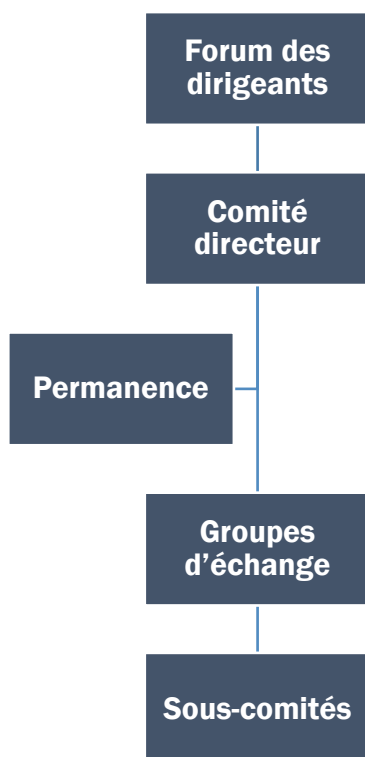 Forum des
dirigeants
Comité
directeur
Permanence
Groupes
d’échange
Sous-comités